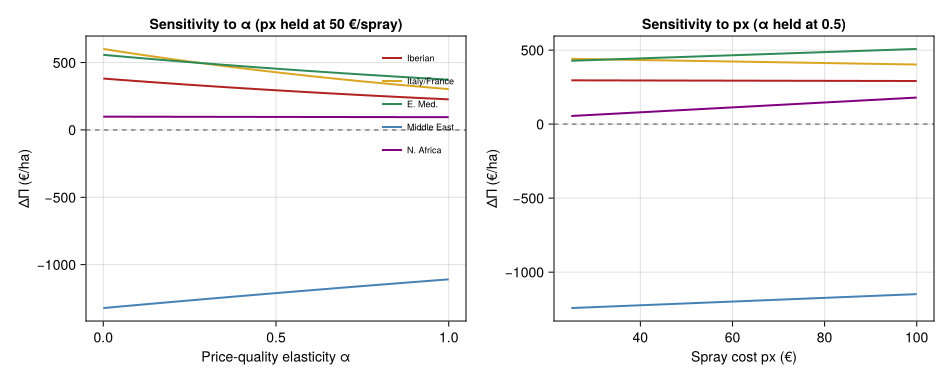 Sensitivity to α (px held at 50 €/spray)
500
0
−500
−1000
ΔΠ (€/ha)
0.0
0.5
1.0
Price-quality elasticity α
Iberian
Italy/France
E. Med.
Middle East
N. Africa
Sensitivity to px (α held at 0.5)
500
0
−500
−1000
ΔΠ (€/ha)
40
60
80
100
Spray cost px (€)